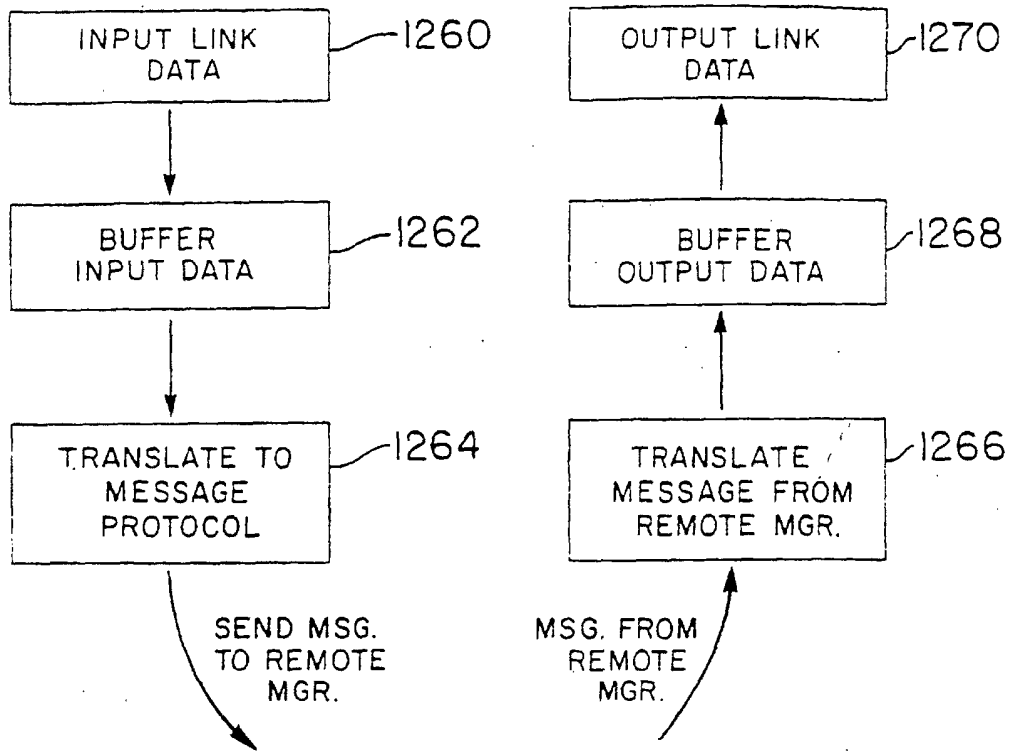 INPUT LINK
DATA
1260
BUFFER
INPUT DATA
1262
TRANSLATE TO
MESSAGE
PROTOCOL
1264
SEND MSG.
TO REMOTE
MGR.
OUTPUT LINK
DATA
1270
BUFFER
OUTPUT DATA
1268
TRANSLATE
MESSAGE FROM
REMOTE MGR.
1266
MSG. FROM
REMOTE
MGR.